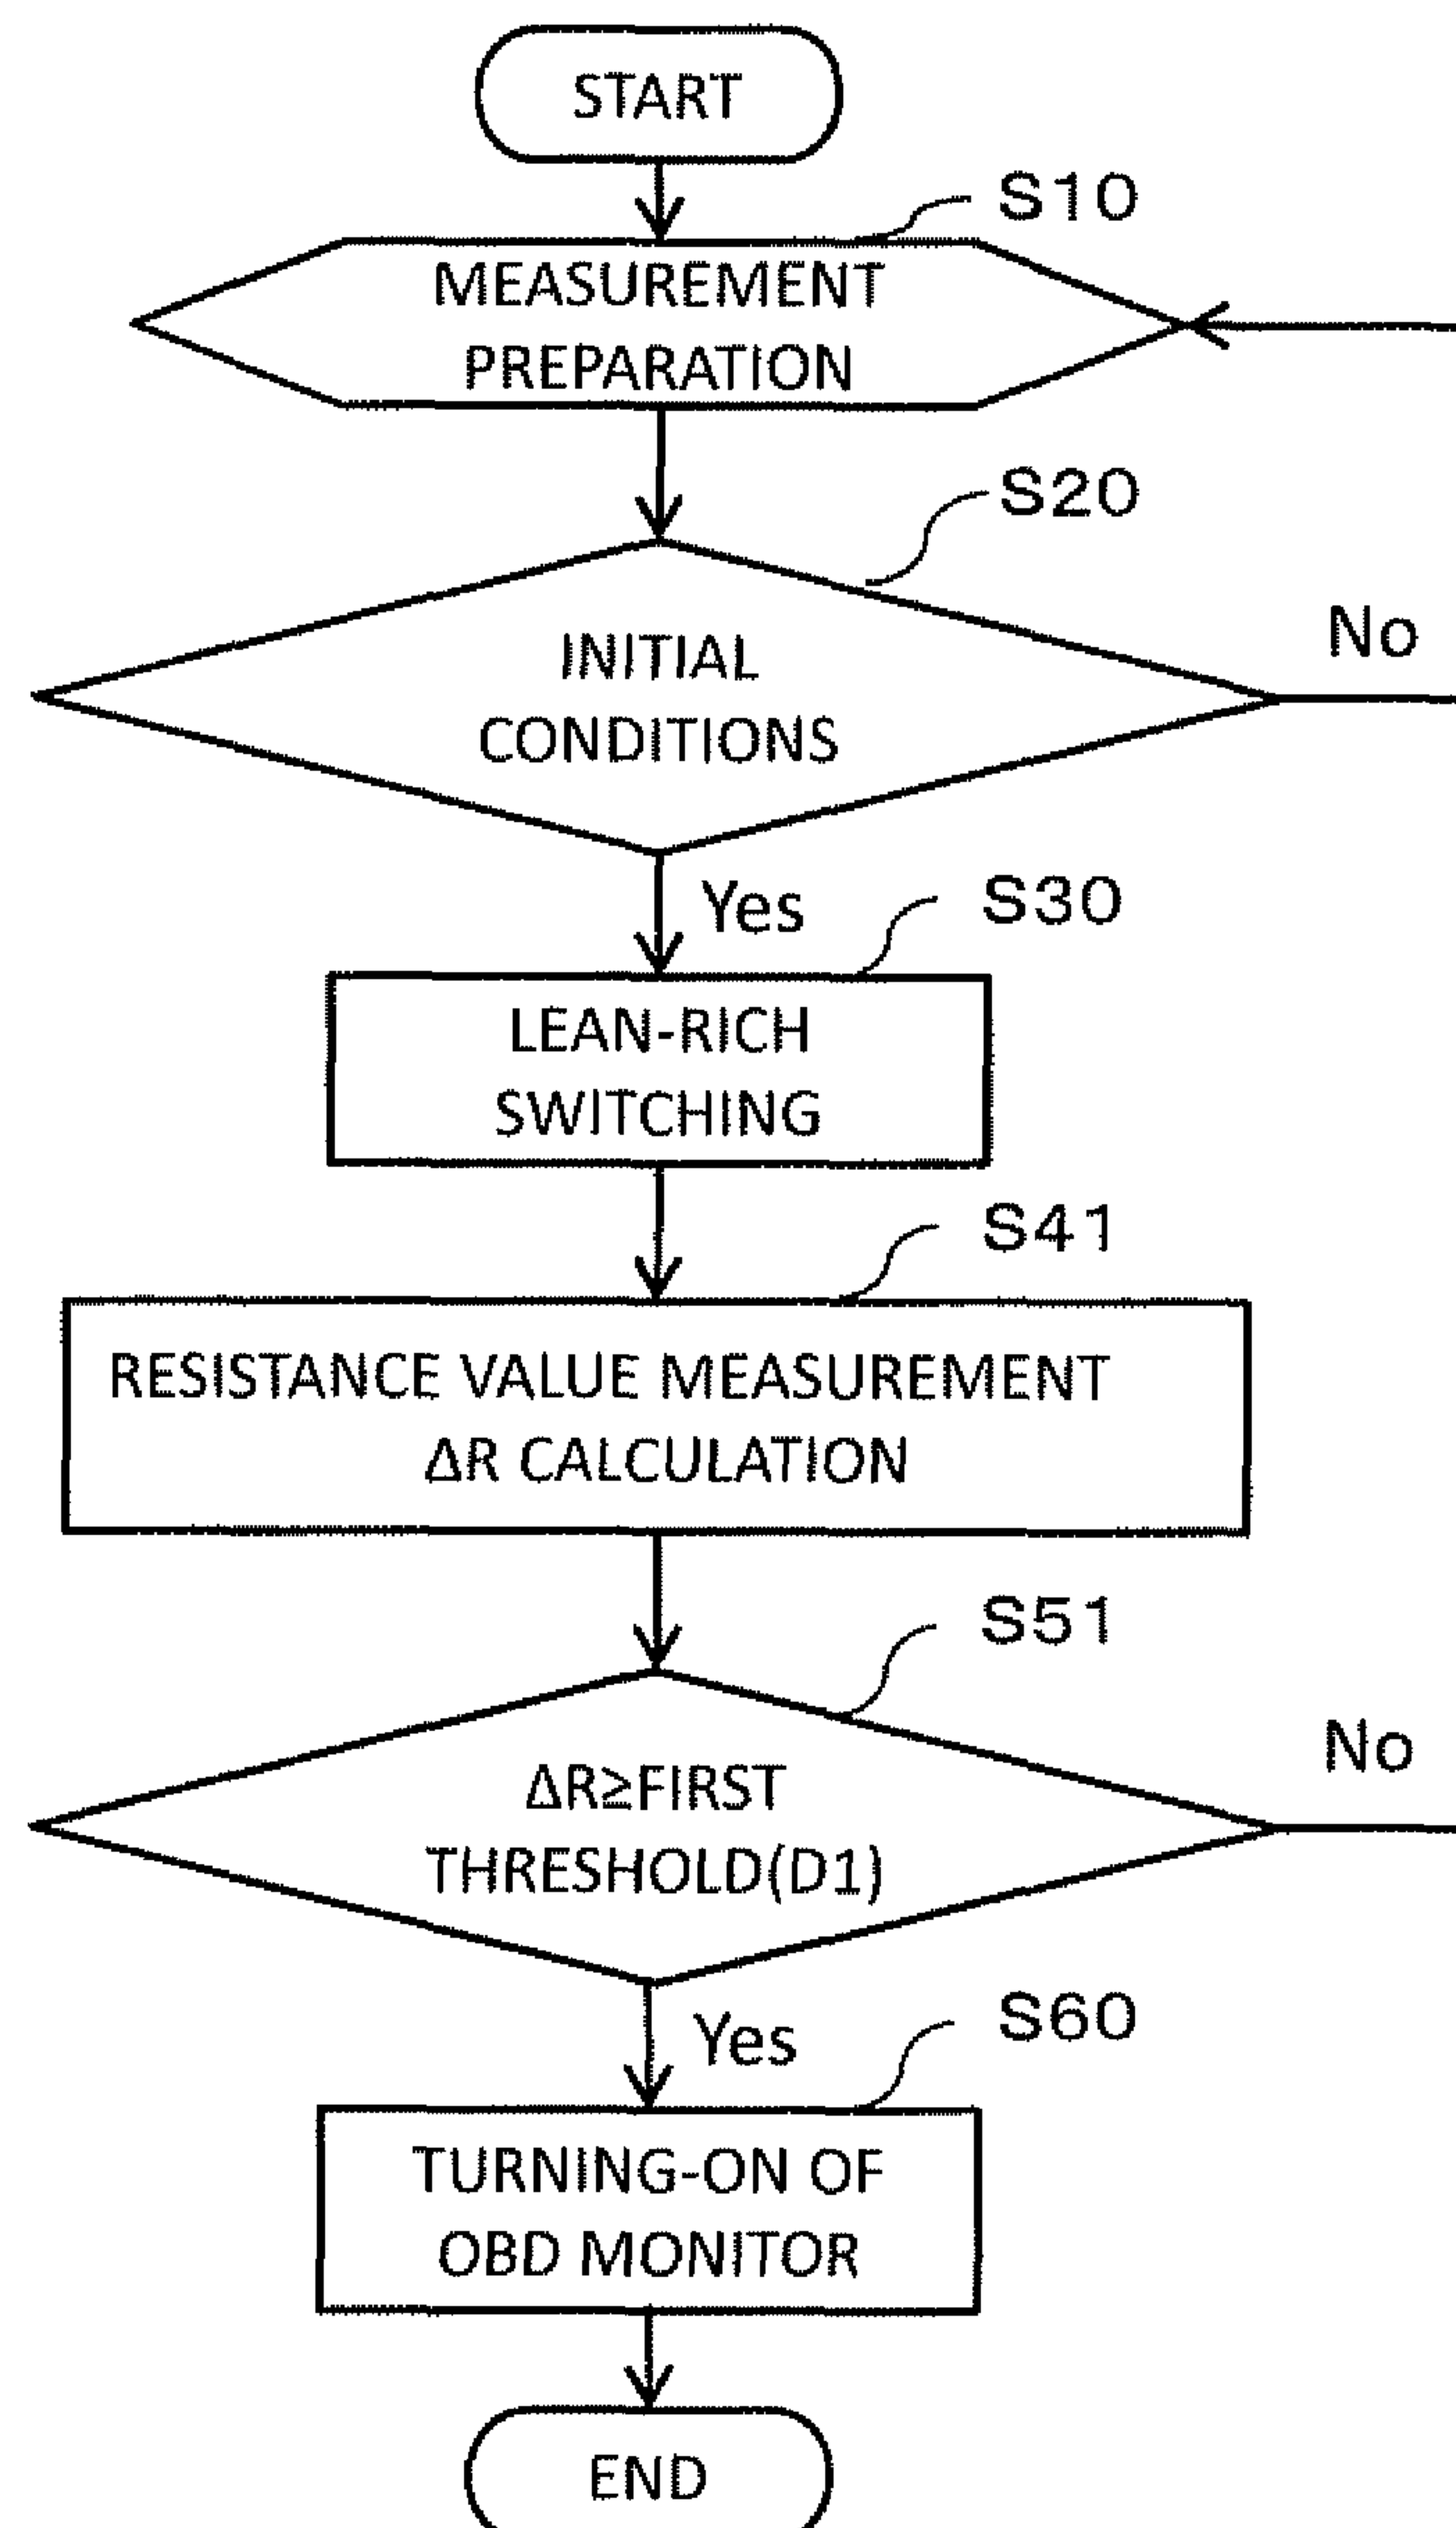 START
S10
MEASUREMENT
PREPARATION
S20
INITIAL
CONDITIONS
No
Yes
S30
LEAN-RICH
SWITCHING
S41
RESISTANCE VALUE MEASUREMENT
ΔR CALCULATION
S51
ΔR≥FIRST
THRESHOLD(D1)
No
Yes
S60
TURNING-ON OF
OBD MONITOR
END